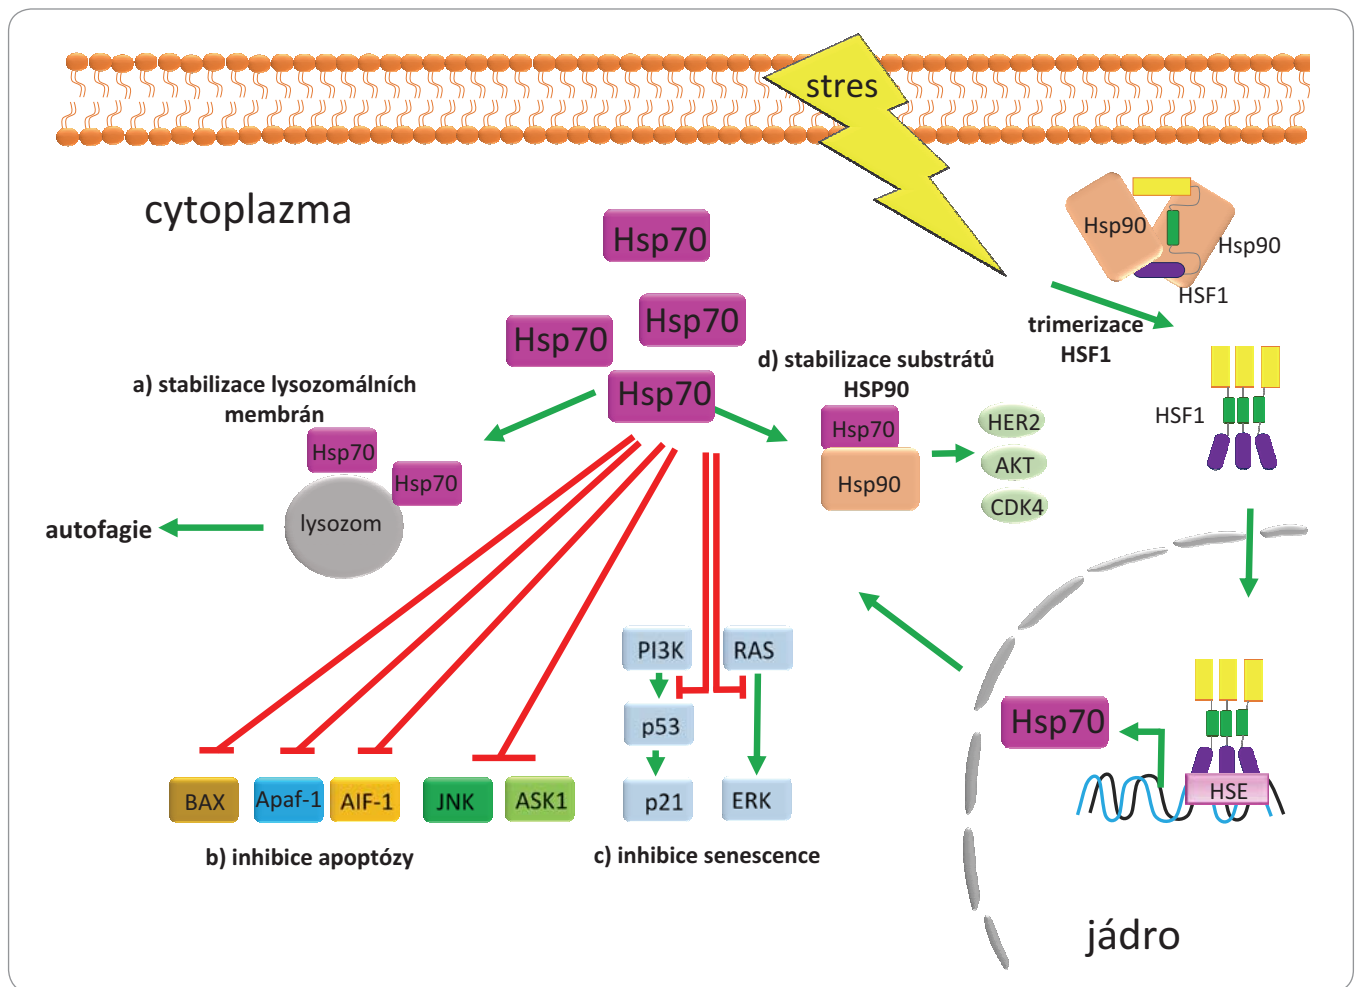 stres
cytoplazma
Hsp90
Hsp90
HSF1
trimerizace
HSF1
HSF1
Hsp70
Hsp70
Hsp70
Hsp70
a) stabilizace lysozomálních
membrán
Hsp70
Hsp70
lysozom
autofagie
d) stabilizace substrátů
HSP90
Hsp70
Hsp90
HER2
AKT
CDK4
PI3K
RAS
p53
p21
ERK
BAX
Apaf-1
AIF-1
JNK
ASK1
b) inhibice apoptózy
c) inhibice senescence
Hsp70
HSE
jádro